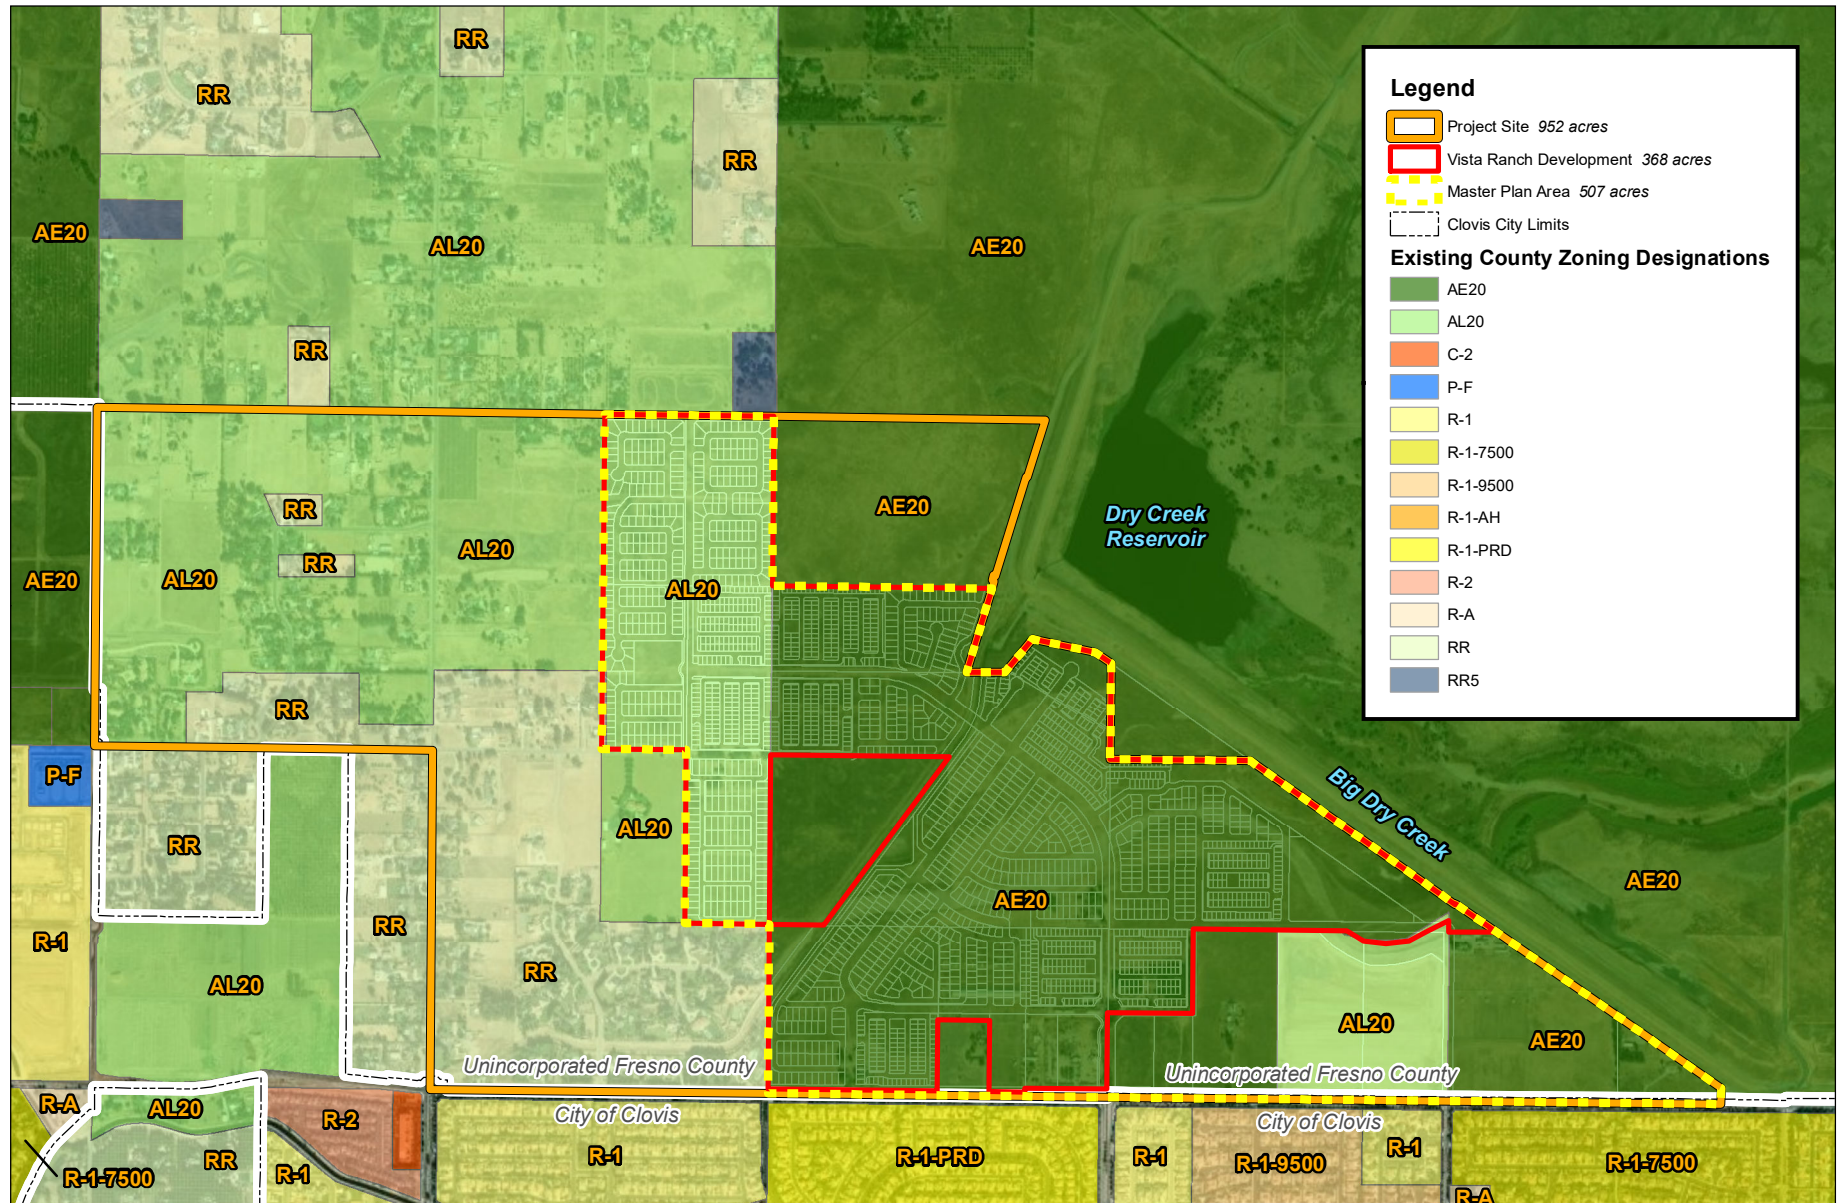 RR
RR
RR
AE20
AL20
AE20
RR
Legend
Project Site 952 acres
Vista Ranch Development 368 acres
Master Plan Area 507 acres
Clovis City Limits
Existing County Zoning Designations
AE20
AL20
C-2
P-F
R-1
R-1-7500
R-1-9500
R-1-AH
R-1-PRD
R-2
R-A
RR
RR5
AE20
RR
RR
AL20
AL20
AL20
AE20
Dry Creek
Reservoir
RR
P-F
RR
AL20
Big Dry Creek
AE20
AE20
R-1
RR
RR
AL20
AL20
AE20
Unincorporated Fresno County
Unincorporated Fresno County
City of Clovis
City of Clovis
R-A
AL20
R-2
R-1
R-1-PRD
R-1
R-1-9500
R-1
R-1-7500
R-1-7500
RR
R-1
R-A